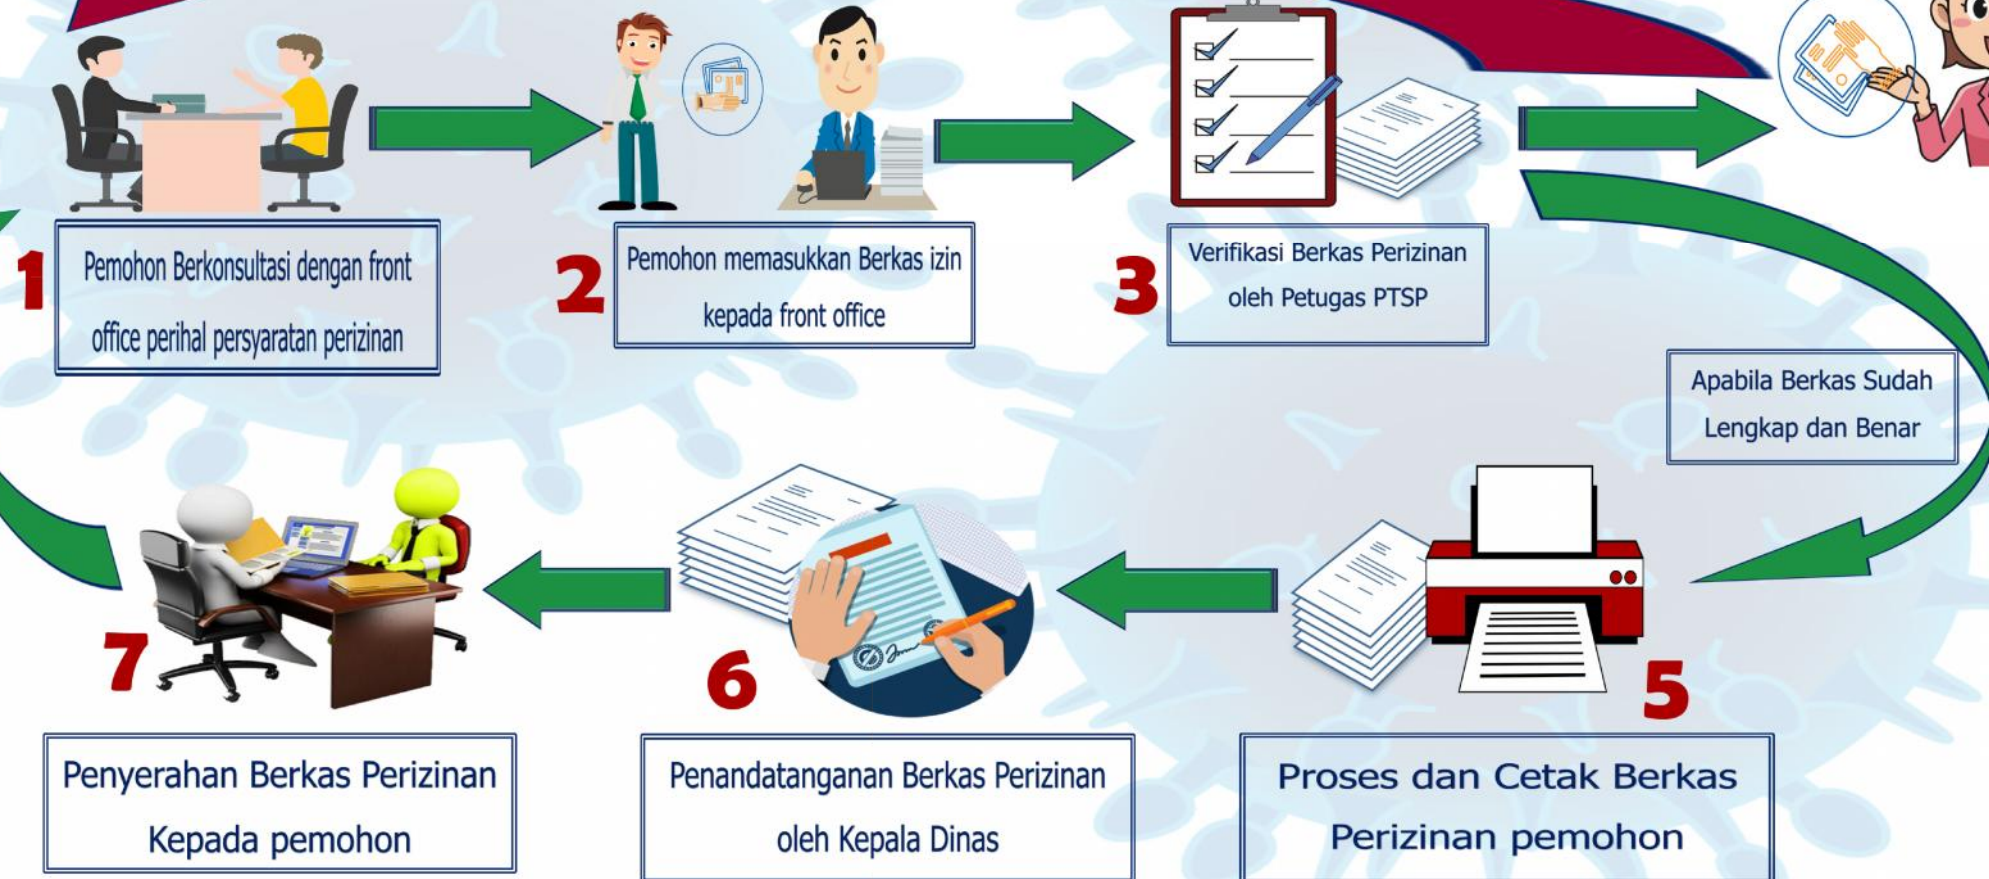 1
Pemohon Berkonsultasi dengan front
office perihal persyaratan perizinan
2
Pemohon memasukkan Berkas izin
kepada front office
3
Verifikasi Berkas Perizinan
oleh Petugas PTSP
Apabila Berkas Sudah
Lengkap dan Benar
5
Proses dan Cetak Berkas
Perizinan pemohon
6
Penandatanganan Berkas Perizinan
oleh Kepala Dinas
7
Penyerahan Berkas Perizinan
Kepada pemohon